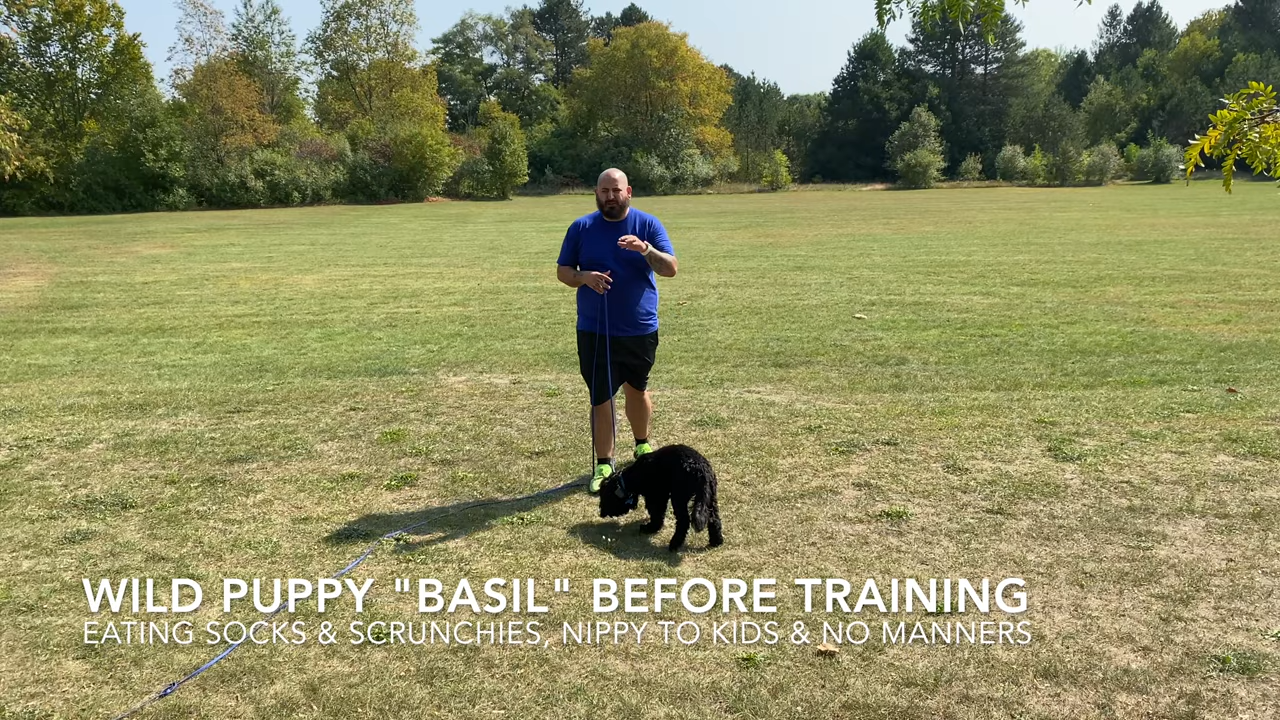 WILD PUPPY "BASIL" BEFORE TRAINING
EATING SOCKS & SCRUNCHIES, NIPPY TO KIDS & NO MANNERS